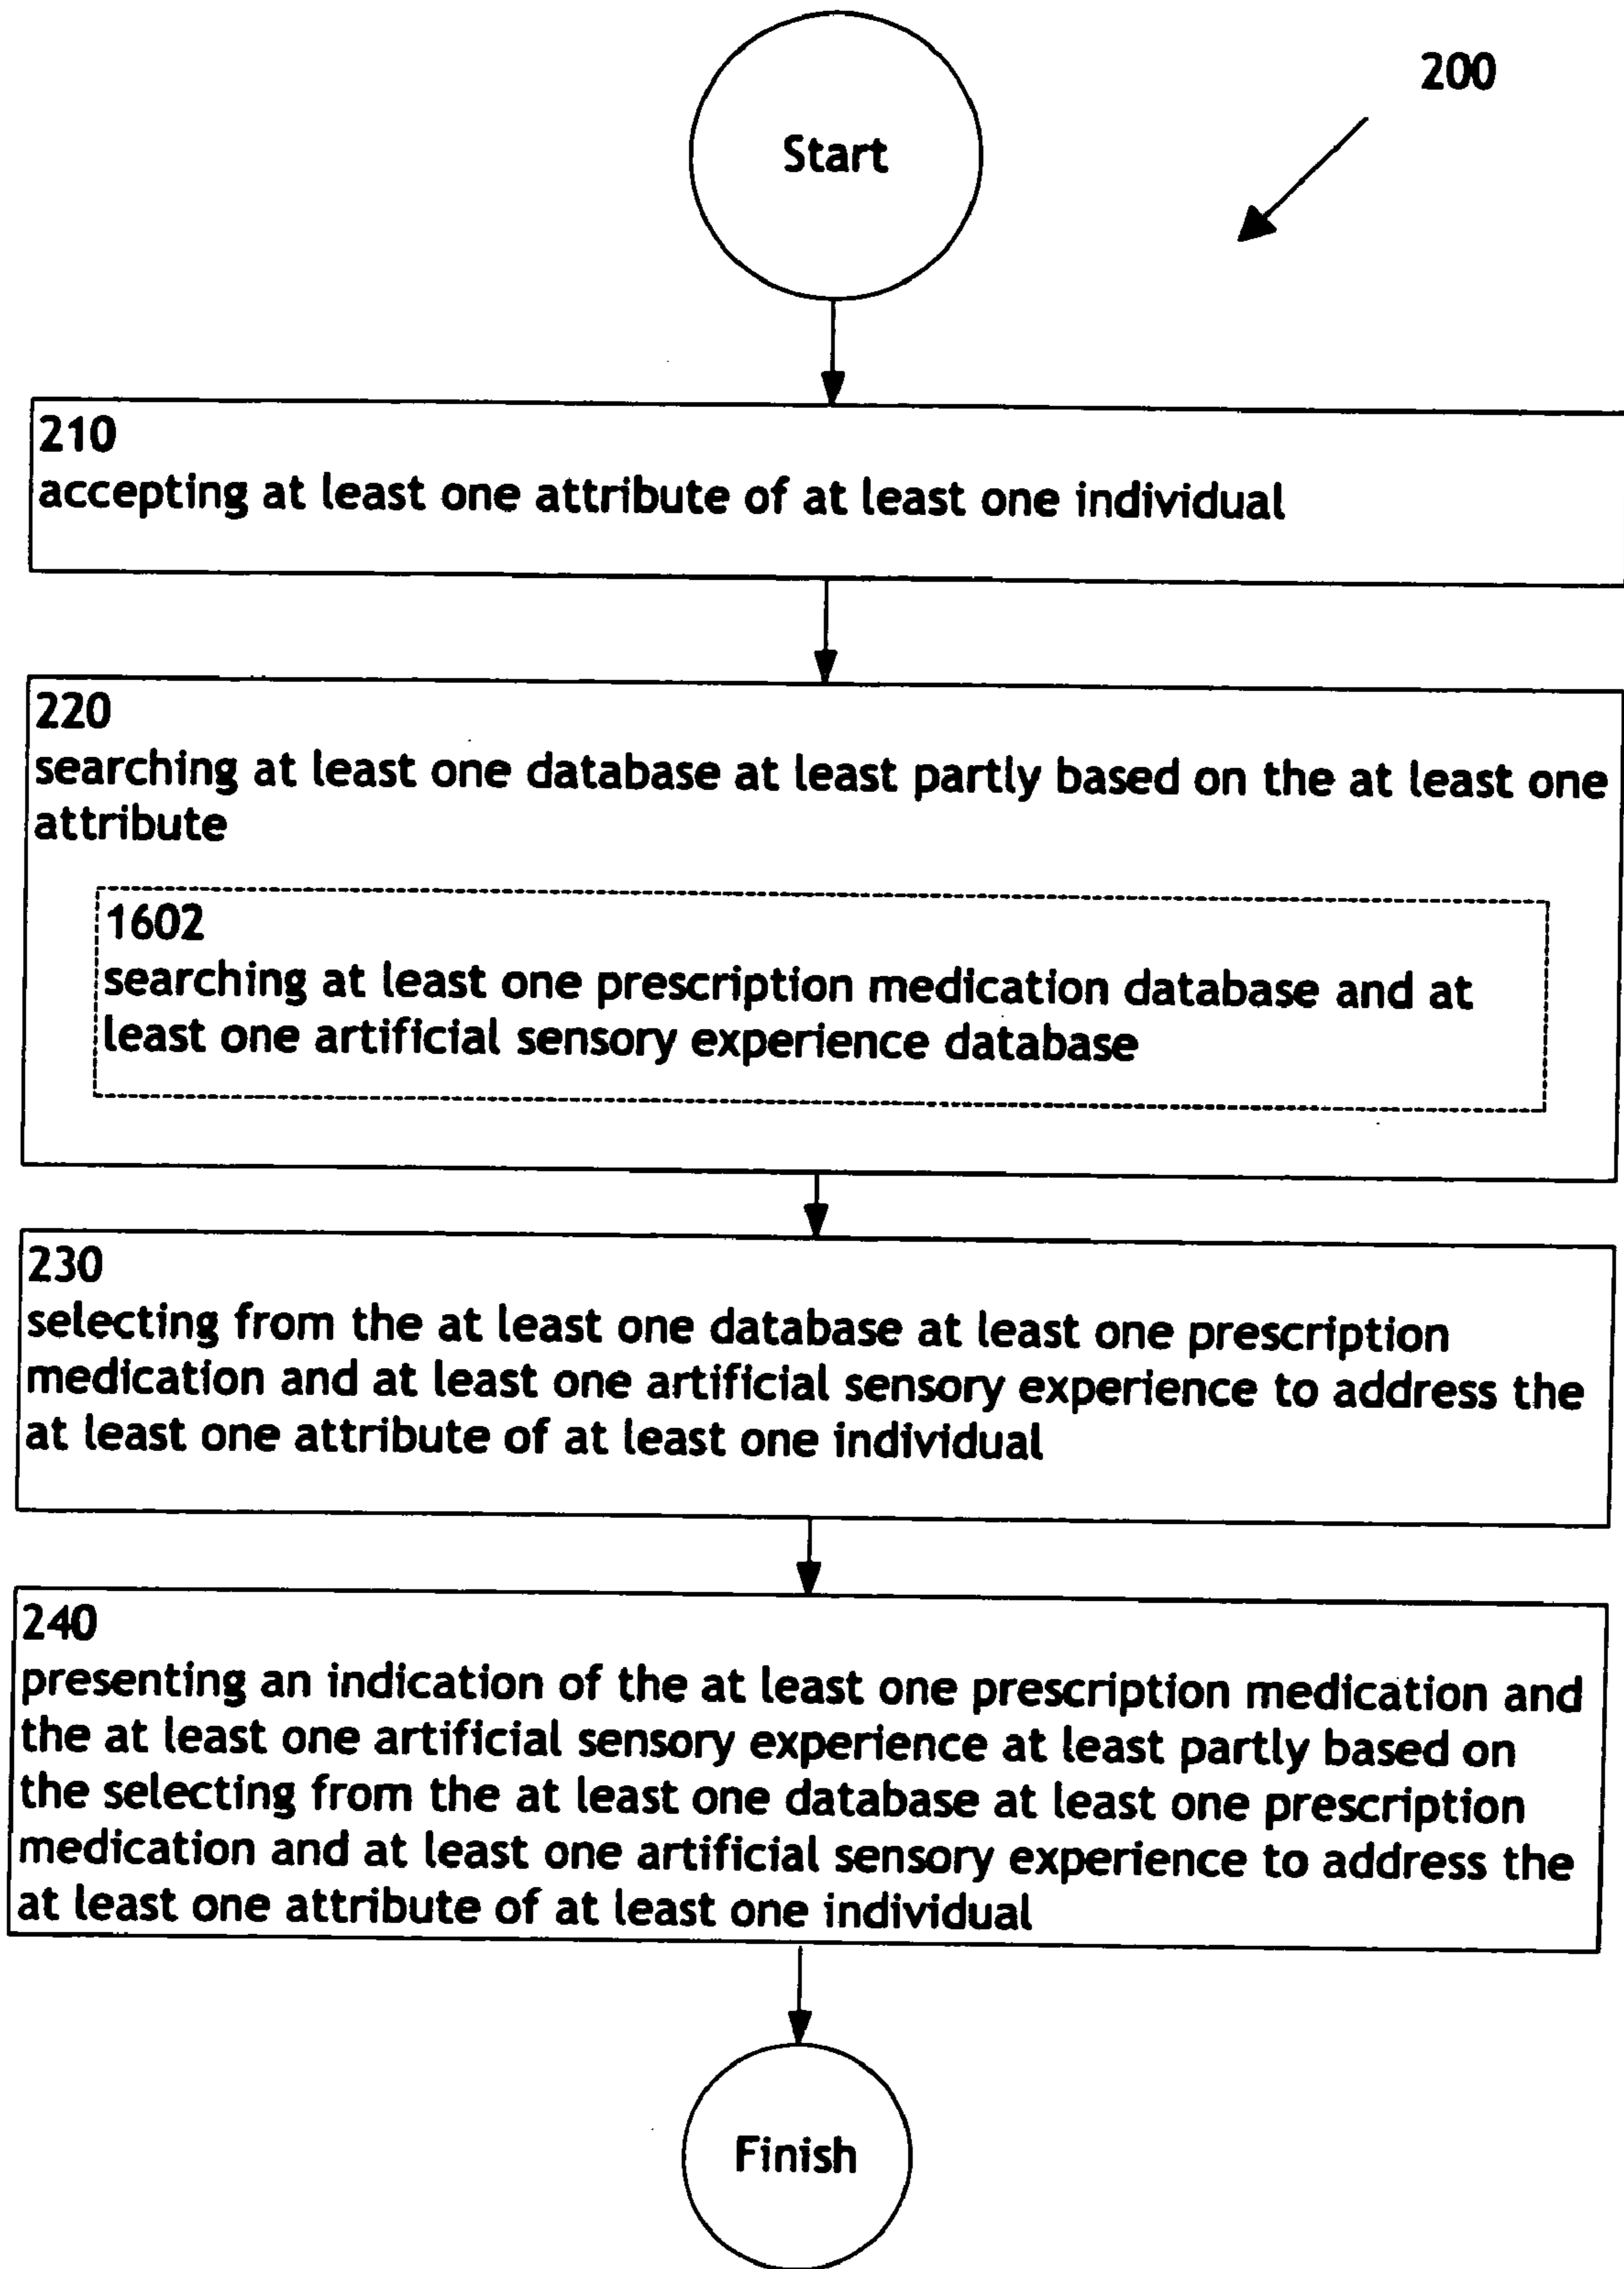 200
Start
210
accepting at least one attribute of at least one individual
220
searching at least one database at least partly based on the at least one
attribute
1602
searching at least one prescription medication database and at
least one artificial sensory experience database
230
selecting from the at least one database at least one prescription
medication and at least one artificial sensory experience to address the
at least one attribute of at least one individual
240
presenting an indication of the at least one prescription medication and
the at least one artificial sensory experience at least partly based on
the selecting from the at least one database at least one prescription
medication and at least one artificial sensory experience to address the
at least one attribute of at least one individual
Finish